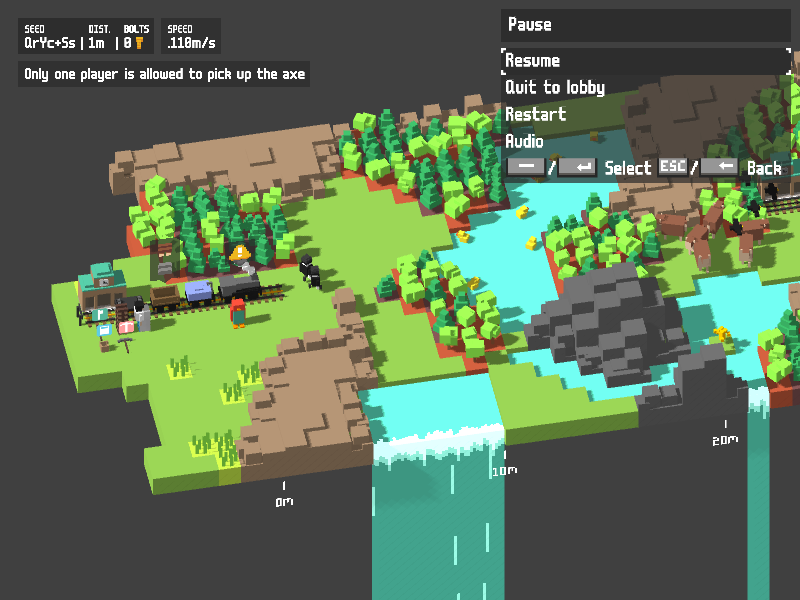 SEED DIST. BOLTS SPEED
QrYc+5s | 1m | 0 .110m/s
Only one player is allowed to pick up the axe
Pause
Resume
Quit to lobby
Restart
Audio
/ Select ESC / Back
0m
10m
20m